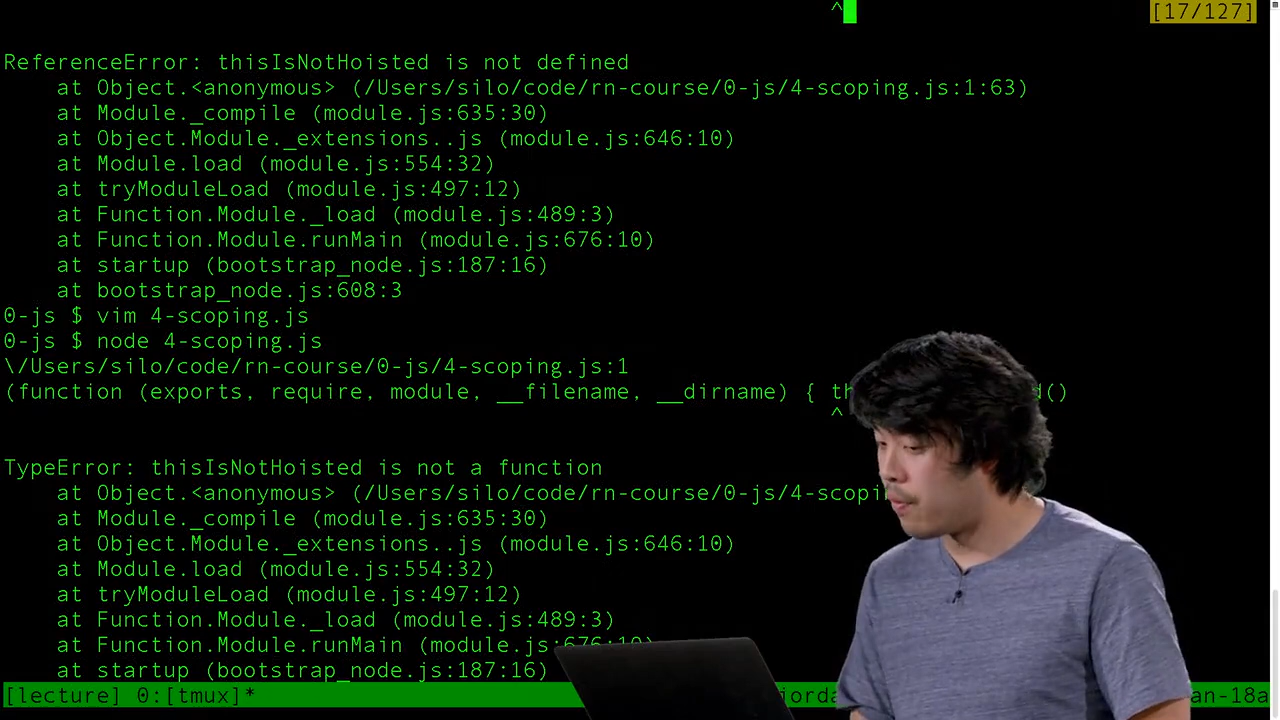 ^ [17/127]
ReferenceError: thisIsNotHoisted is not defined
at Object.<anonymous> (/Users/silo/code/rn-course/0-js/4-scoping.js:1:63)
at Module._compile (module.js:635:30)
at Object.Module._extensions..js (module.js:646:10)
at Module.load (module.js:554:32)
at tryModuleLoad (module.js:497:12)
at Function.Module._load (module.js:489:3)
at Function.Module.runMain (module.js:676:10)
at startup (bootstrap_node.js:187:16)
at bootstrap_node.js:608:3
0-js $ vim 4-scoping.js
0-js $ node 4-scoping.js
\/Users/silo/code/rn-course/0-js/4-scoping.js:1
(function (exports, require, module, __filename, __dirname) { th d()
^
TypeError: thisIsNotHoisted is not a function
at Object.<anonymous> (/Users/silo/code/rn-course/0-js/4-scopi
at Module._compile (module.js:635:30)
at Object.Module._extensions..js (module.js:646:10)
at Module.load (module.js:554:32)
at tryModuleLoad (module.js:497:12)
at Function.Module._load (module.js:489:3)
at Function.Module.runMain (module.js:676:10)
at startup (bootstrap_node.js:187:16)
[lecture] 0:[tmux]* jorda an-18a